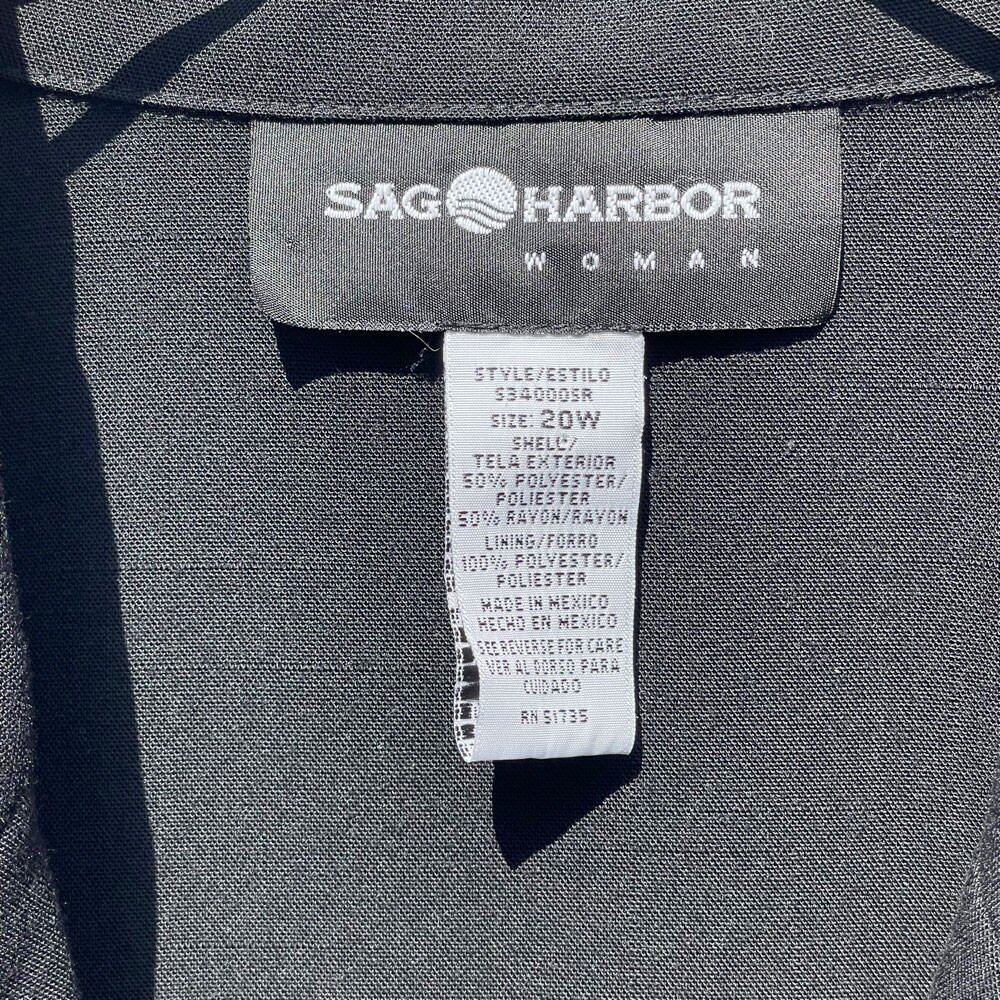 SAG HARBOR
WOMAN
STYLE/ESTILO
S34000SR
SIZE: 20W
SHELL/
TELA EXTERIOR
50% POLYESTER/
POLIESTER
50% RAYON/RAYON
LINING/FORRO
100% POLYESTER/
POLIESTER
MADE IN MEXICO
HECHO EN MEXICO
SEE REVERSE FOR CARE
VER AL DORSO PARA
CUIDADO
RN 51735